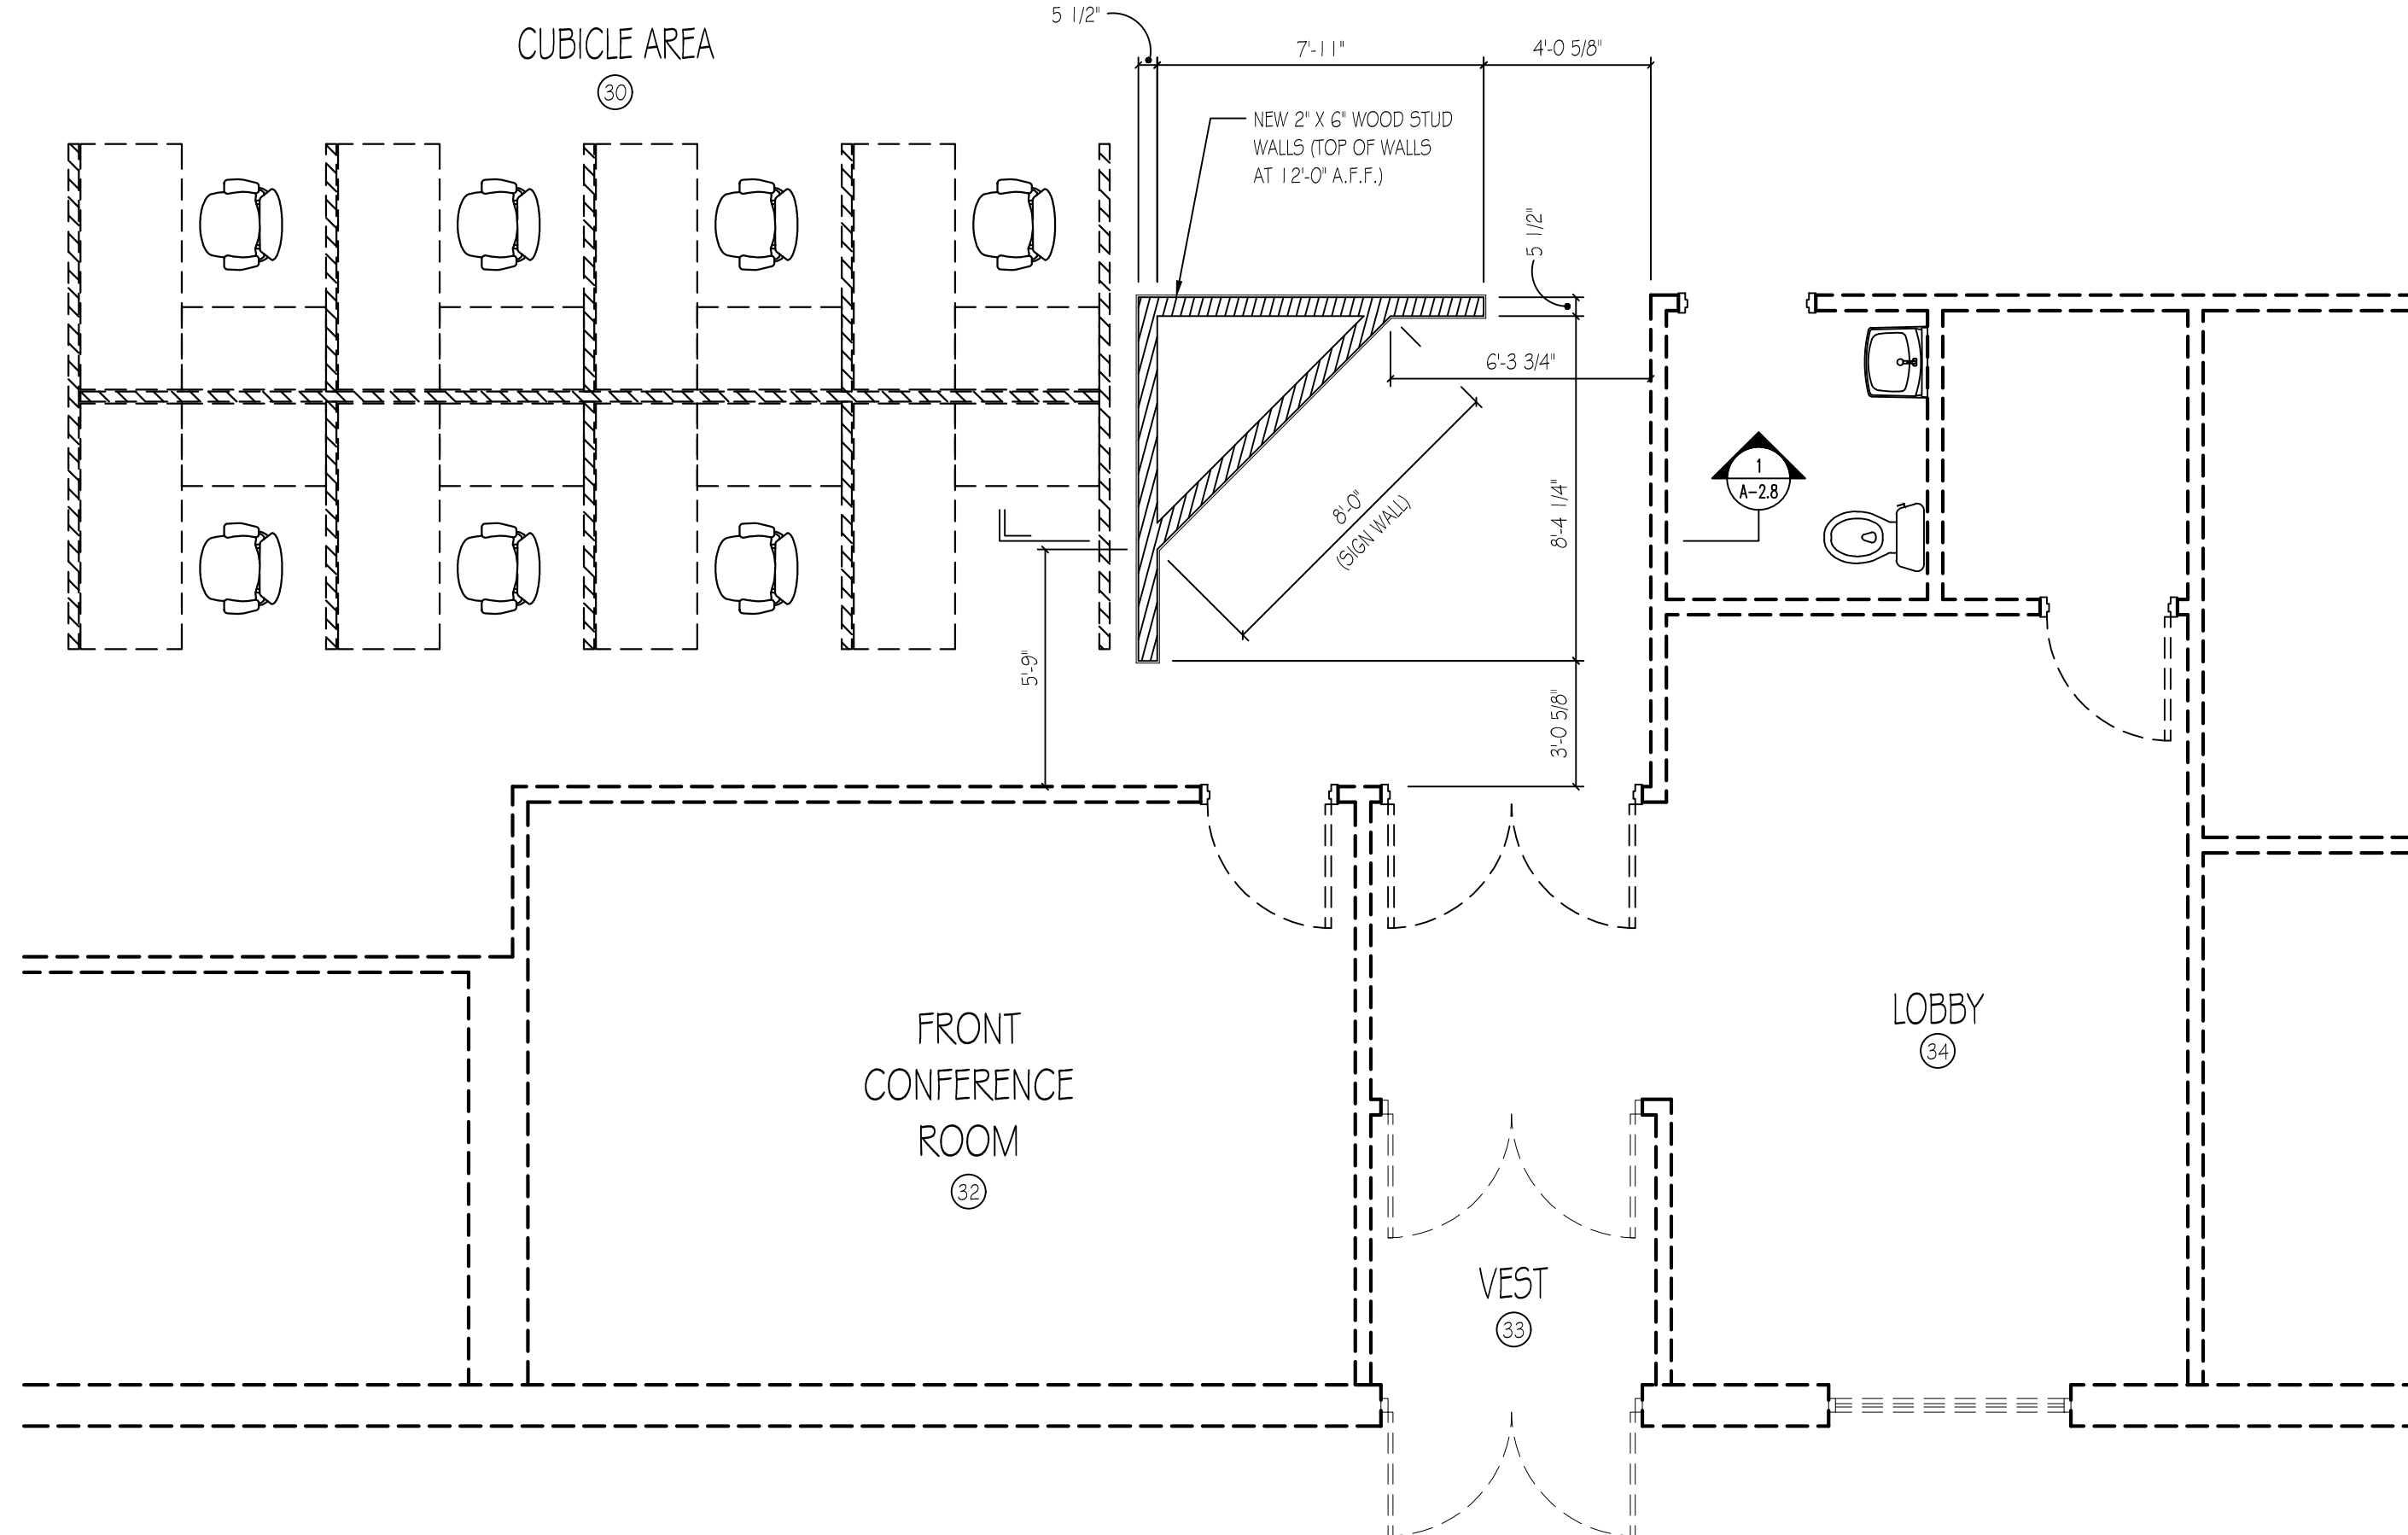 5 1/2"
CUBICLE AREA
30
7'-11"
4'-0 5/8"
NEW 2" X 6" WOOD STUD
WALLS (TOP OF WALLS
AT 12'-0" A.F.F.)
5 1/2"
6'-3 3/4"
1
A-2.8
8'-0"
(SIGN WALL)
8'-4 1/4"
5'-9"
3'-0 5/8"
FRONT
CONFERENCE
ROOM
32
LOBBY
34
VEST
33